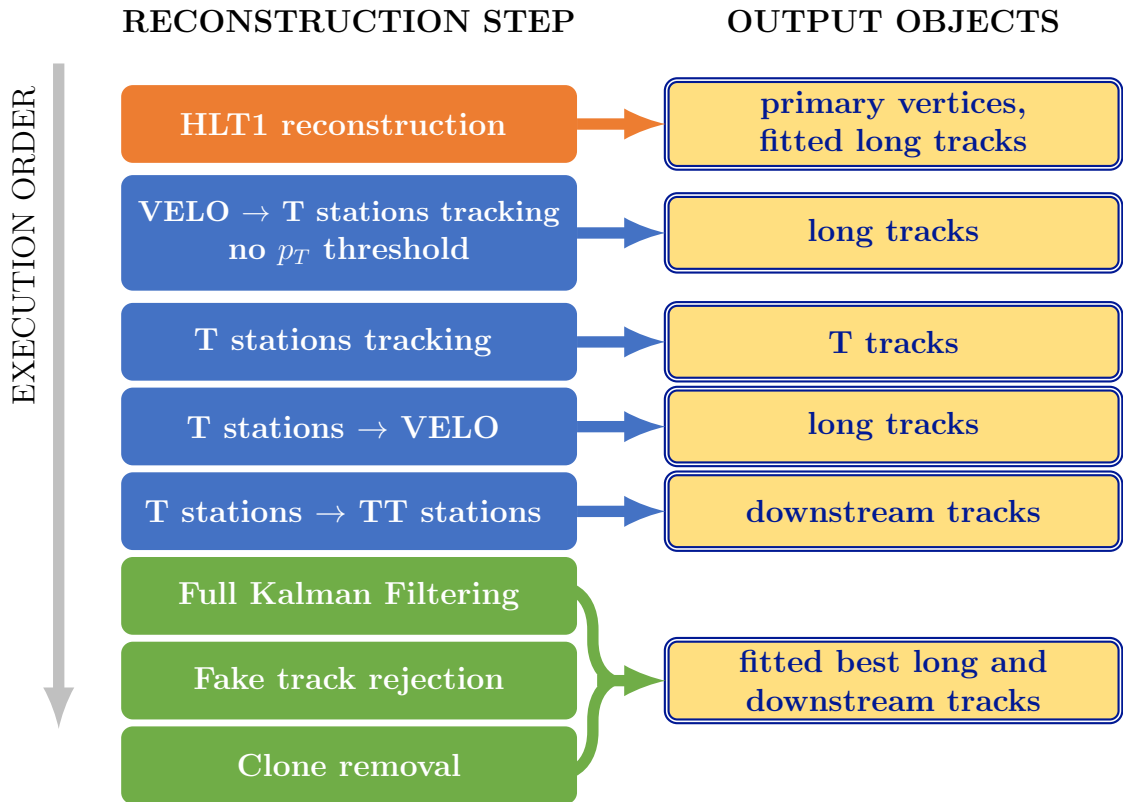 RECONSTRUCTION STEP
OUTPUT OBJECTS
EXECUTION ORDER
HLT1 reconstruction
primary vertices,
fitted long tracks
VELO → T stations tracking
no p_T threshold
long tracks
T stations tracking
T tracks
T stations → VELO
long tracks
T stations → TT stations
downstream tracks
Full Kalman Filtering
Fake track rejection
Clone removal
fitted best long and
downstream tracks